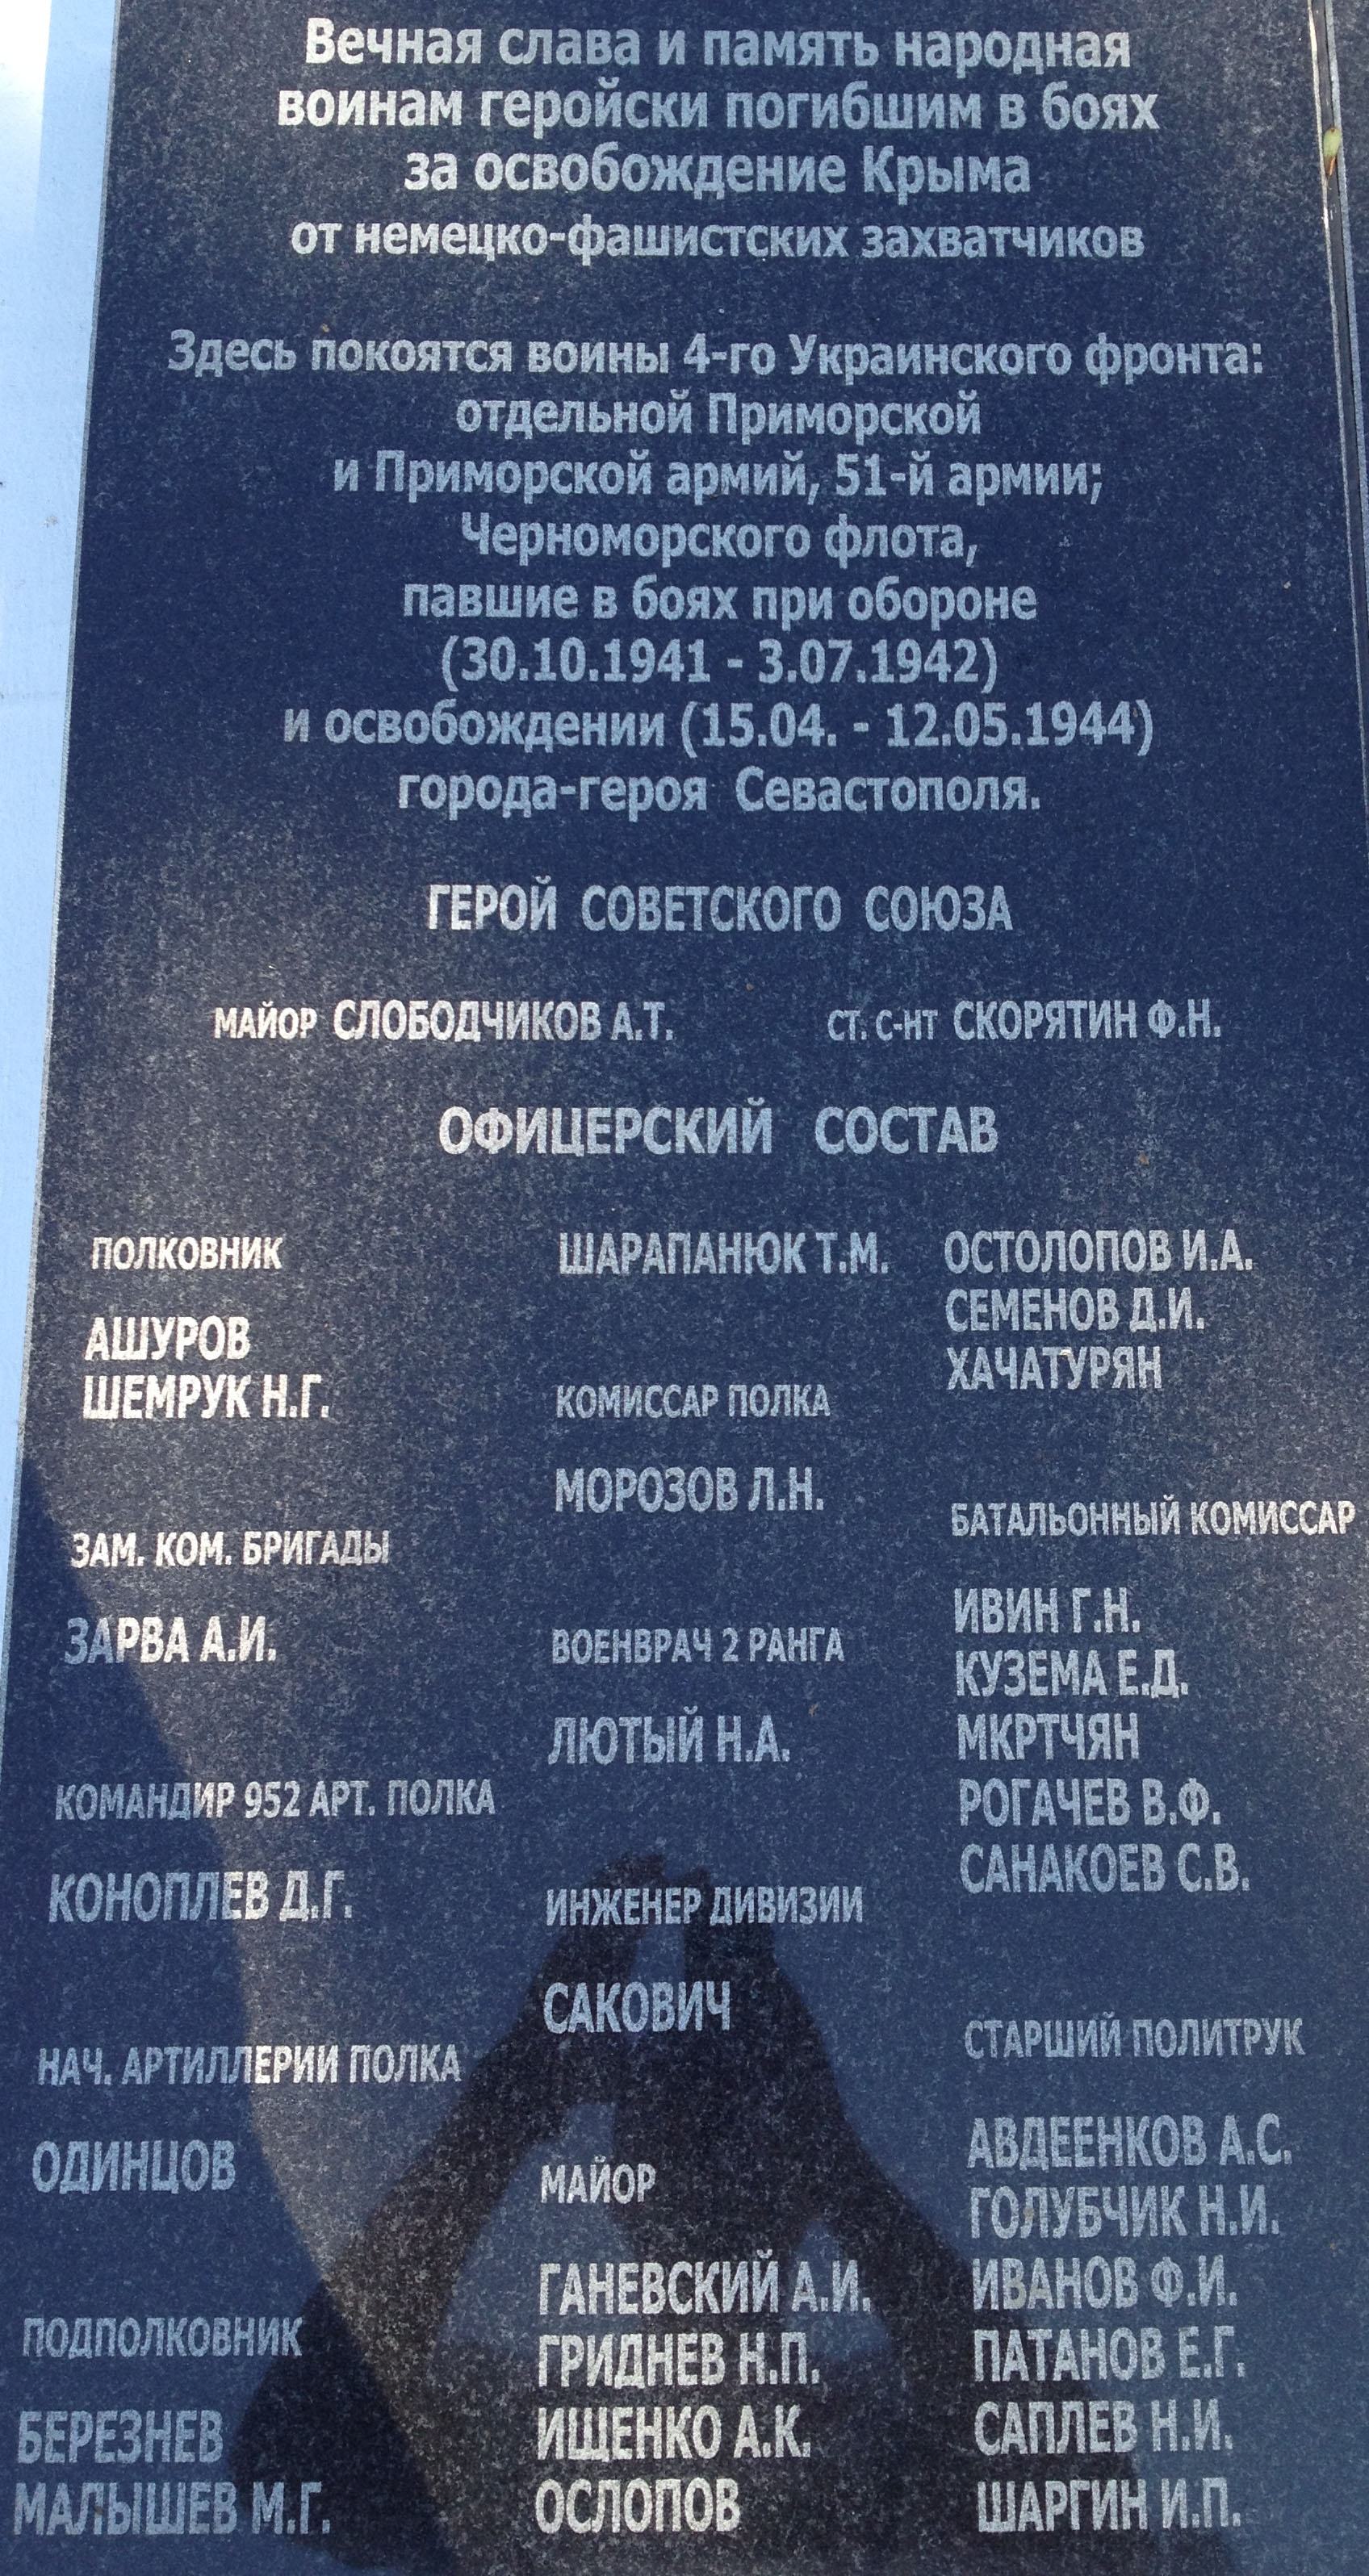 Вечная слава и память народная
воинам геройски погибшим в боях
за освобождение Крыма
от немецко-фашистских захватчиков
Здесь покоятся воины 4-го Украинского фронта:
отдельной Приморской
и Приморской армий, 51-й армии;
Черноморского флота,
павшие в боях при обороне
(30.10.1941 - 3.07.1942)
и освобождении (15.04. - 12.05.1944)
города-героя Севастополя.
ГЕРОЙ СОВЕТСКОГО СОЮЗА
МАЙОР СЛОБОДЧИКОВ А.Т.
СТ. С-НТ СКОРЯТИН Ф.Н.
ОФИЦЕРСКИЙ СОСТАВ
ПОЛКОВНИК
АШУРОВ
ШЕМРУК Н.Г.
ЗАМ. КОМ. БРИГАДЫ
ЗАРВА А.И.
КОМАНДИР 952 АРТ. ПОЛКА
КОНОПЛЕВ Д.Г.
НАЧ. АРТИЛЛЕРИИ ПОЛКА
ОДИНЦОВ
ПОДПОЛКОВНИК
БЕРЕЗНЕВ
МАЛЫШЕВ М.Г.
ШАРАПАНЮК Т.М.
КОМИССАР ПОЛКА
МОРОЗОВ Л.Н.
ВОЕНВРАЧ 2 РАНГА
ЛЮТЫЙ Н.А.
ИНЖЕНЕР ДИВИЗИИ
САКОВИЧ
МАЙОР
ГАНЕВСКИЙ А.И.
ГРИДНЕВ Н.П.
ИЩЕНКО А.К.
ОСЛОПОВ
ОСТОЛОПОВ И.А.
СЕМЕНОВ Д.И.
ХАЧАТУРЯН
БАТАЛЬОННЫЙ КОМИССАР
ИВИН Г.Н.
КУЗЕМА Е.Д.
МКРТЧЯН
РОГАЧЕВ В.Ф.
САНАКОЕВ С.В.
СТАРШИЙ ПОЛИТРУК
АВДЕЕНКОВ А.С.
ГОЛУБЧИК Н.И.
ИВАНОВ Ф.И.
ПАТАНОВ Е.Г.
САПЛЕВ Н.И.
ШАРГИН И.П.